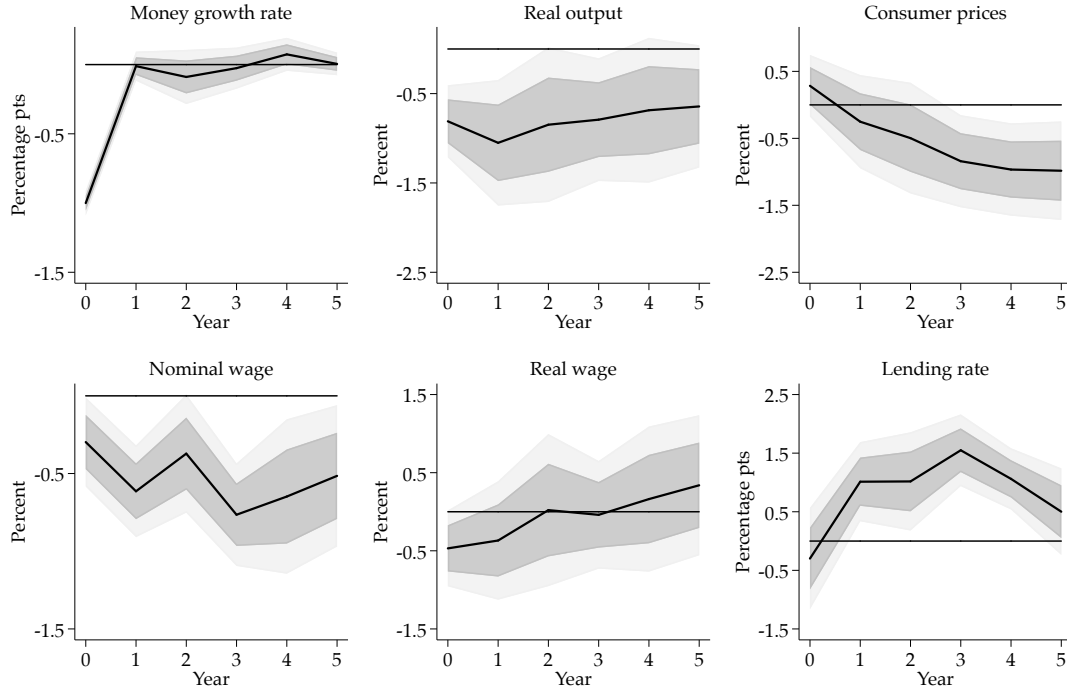 Money growth rate
Percentage pts
-0.5
-1.5
0 1 2 3 4 5
Year
Real output
Percent
-0.5
-1.5
-2.5
0 1 2 3 4 5
Year
Consumer prices
Percent
0.5
-0.5
-1.5
-2.5
0 1 2 3 4 5
Year
Nominal wage
Percent
-0.5
-1.5
0 1 2 3 4 5
Year
Real wage
Percent
1.5
0.5
-0.5
-1.5
0 1 2 3 4 5
Year
Lending rate
Percentage pts
2.5
1.5
0.5
-0.5
-1.5
0 1 2 3 4 5
Year